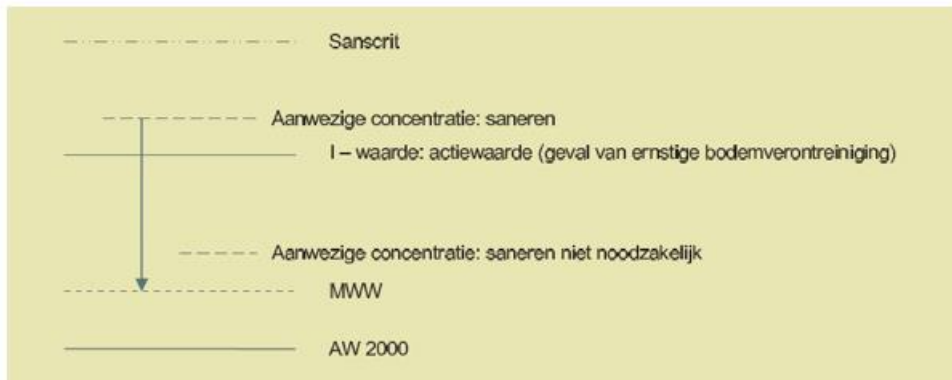 Sanscrit
Aanwezige concentratie: saneren
I – waarde: actiewaarde (geval van ernstige bodemverontreiniging)
Aanwezige concentratie: saneren niet noodzakelijk
MWW
AW 2000